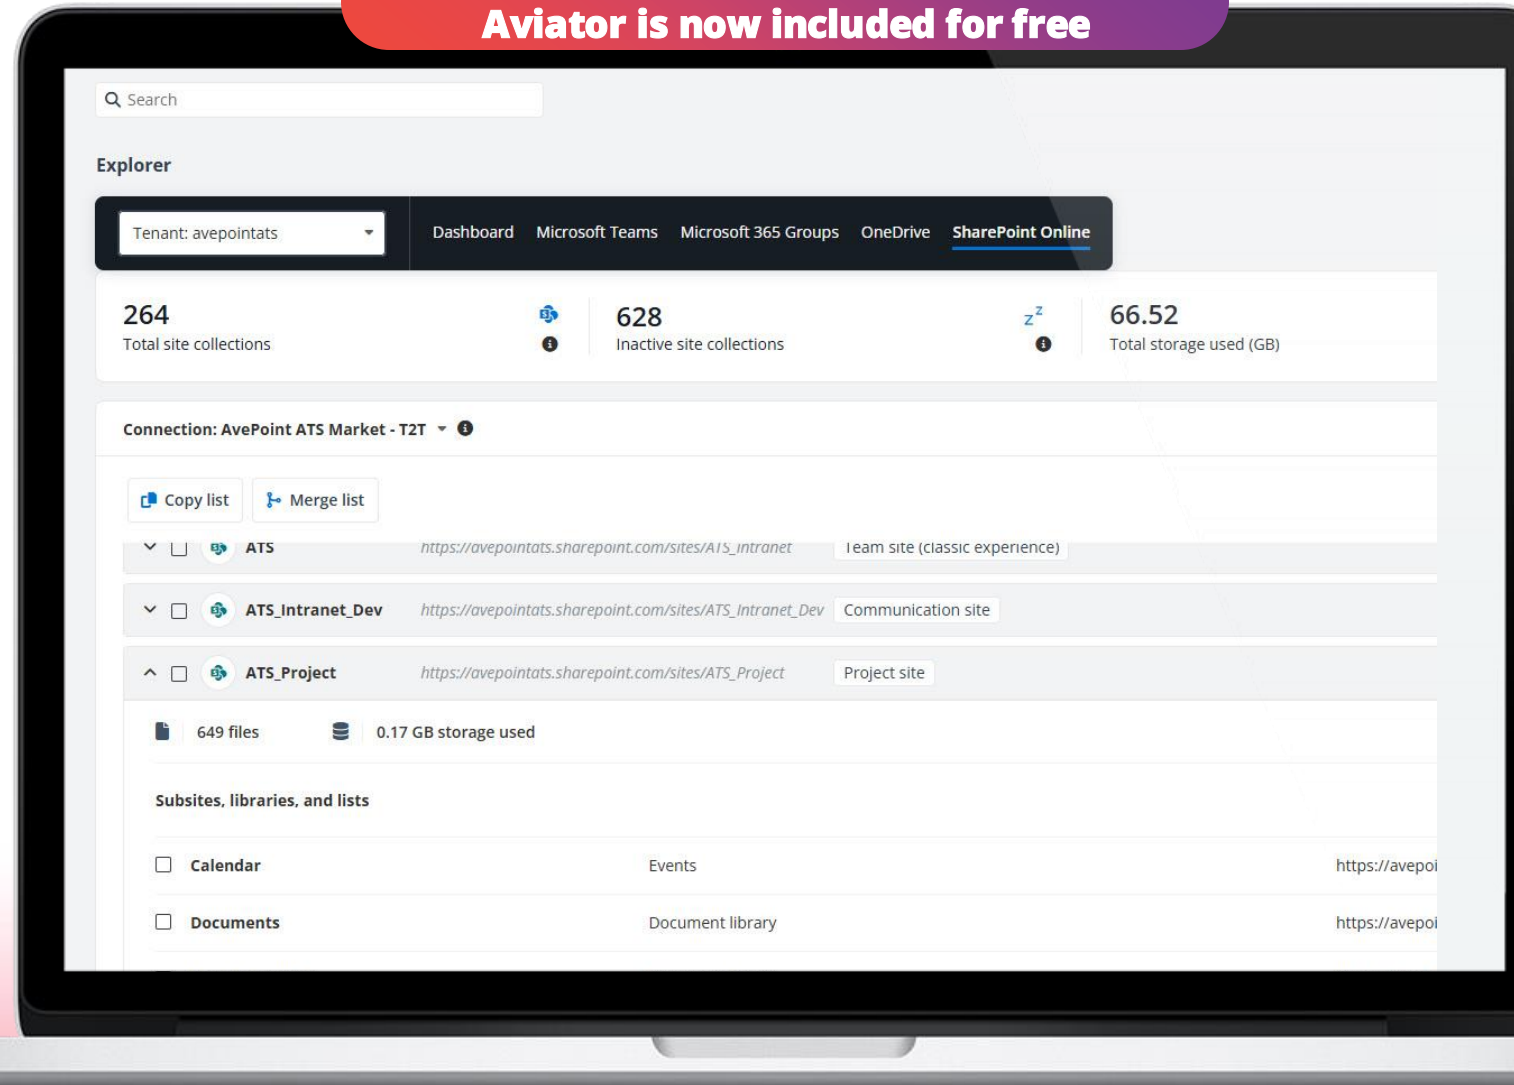 Aviator is now included for free
Search
Explorer
Tenant: avepointats
Dashboard Microsoft Teams Microsoft 365 Groups OneDrive SharePoint Online
264 628 66.52
Total site collections Inactive site collections Total storage used (GB)
Connection: AvePoint ATS Market - T2T
Copy list Merge list
ATS https://avepointats.sharepoint.com/sites/ATS_Intranet Team site (classic experience)
ATS_Intranet_Dev https://avepointats.sharepoint.com/sites/ATS_Intranet_Dev Communication site
ATS_Project https://avepointats.sharepoint.com/sites/ATS_Project Project site
649 files 0.17 GB storage used
Subsites, libraries, and lists
Calendar Events https://avepoi
Documents Document library https://avepoi